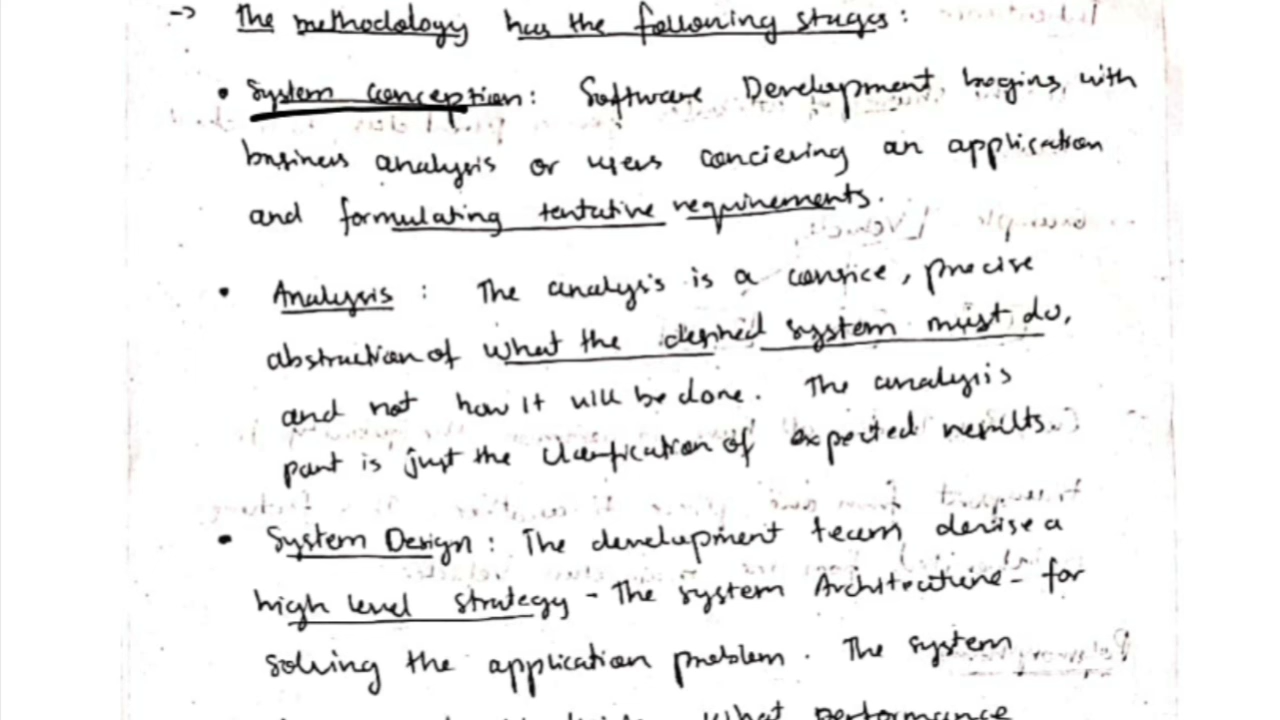 → The methodology has the following stages:
• System conception: Software Development begins with
business analysis or users concieving an application
and formulating tentative requirements.
• Analysis : The analysis is a consice, precise
abstraction of what the desired system must do,
and not how it will be done. The analysis
part is just the clarification of expected results.
• System Design : The development team devise a
high level strategy - The system Architecture - for
solving the application problem. The system
what performance